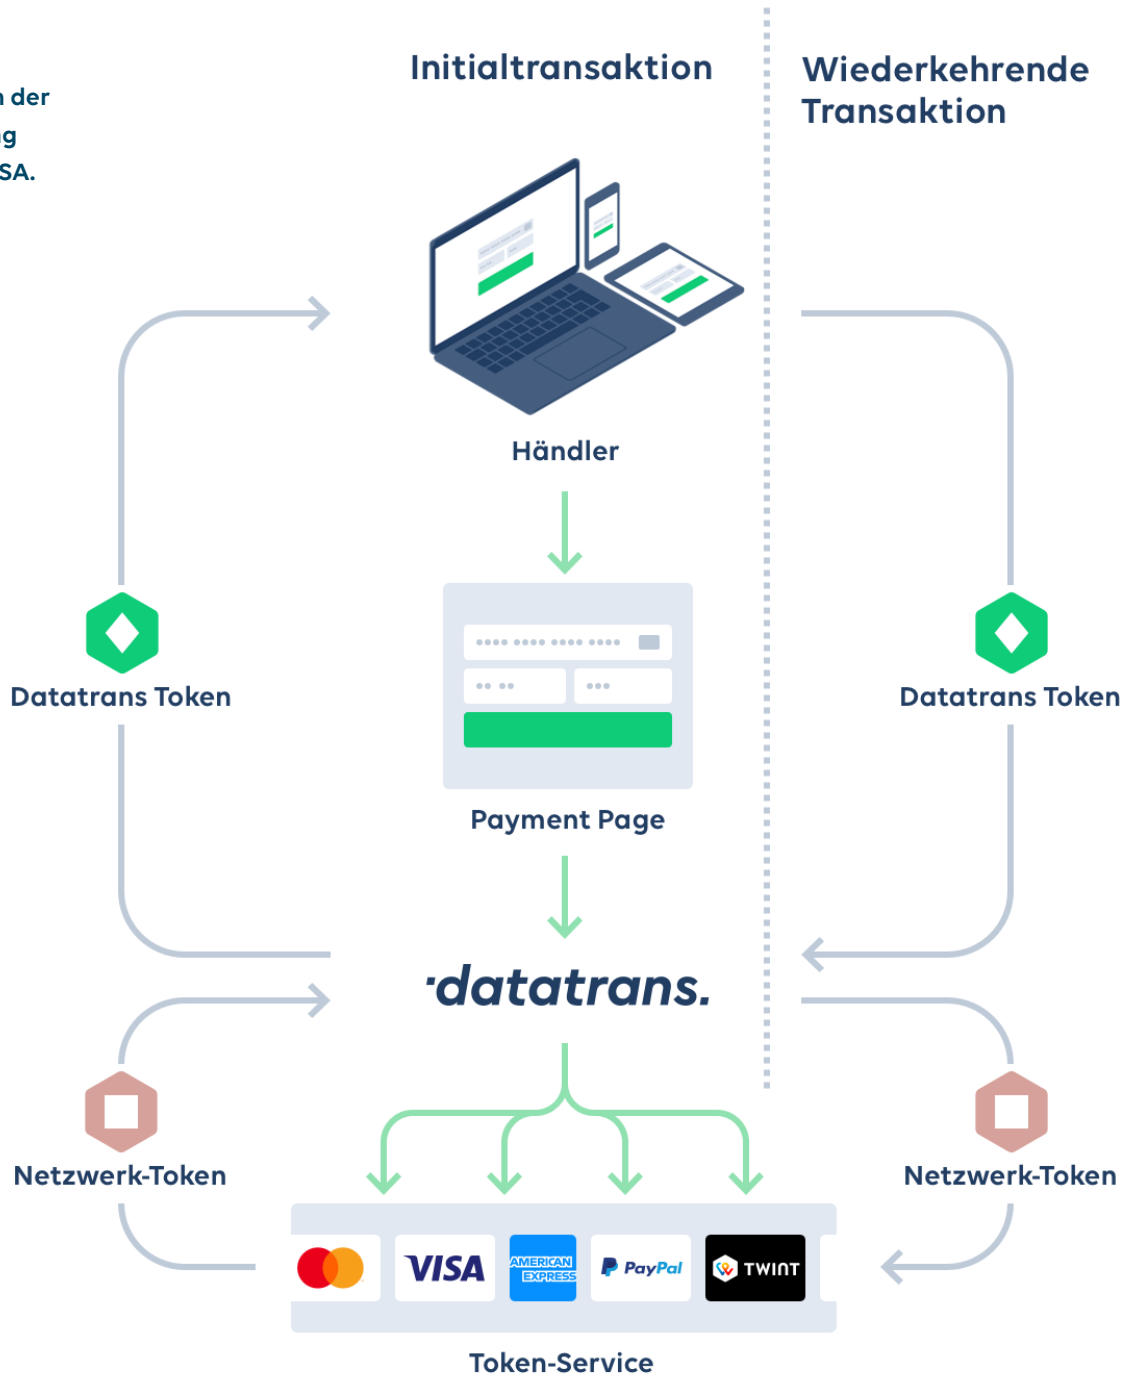 Initialtransaktion
Wiederkehrende
Transaktion
n der
g
SA.
Händler
Datatrans Token
Datatrans Token
Payment Page
datatrans.
Netzwerk-Token
Netzwerk-Token
VISA
AMERICAN
EXPRESS
PayPal
TWINT
Token-Service